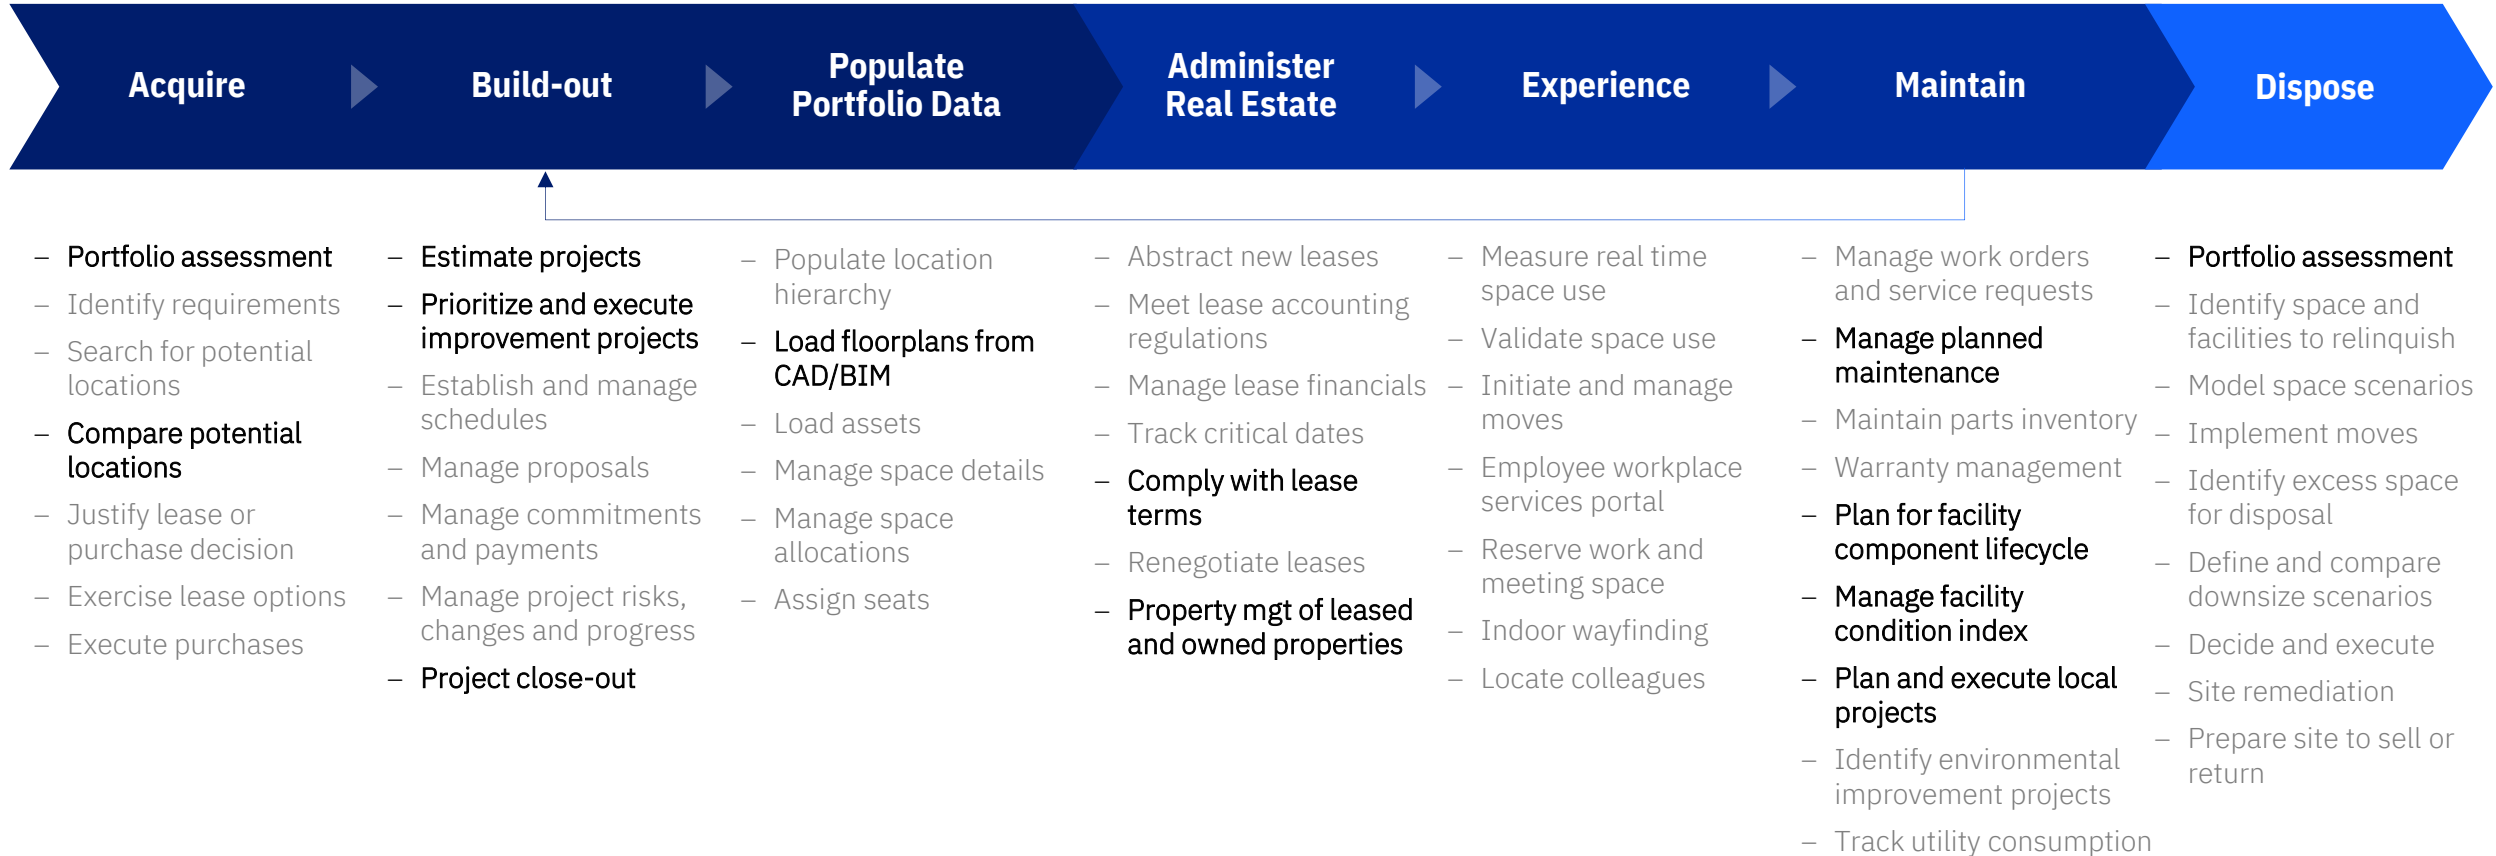 Acquire
Build-out
Populate
Portfolio Data
Administer
Real Estate
Experience
Maintain
Dispose
– Portfolio assessment
– Identify requirements
– Search for potential
locations
– Compare potential
locations
– Justify lease or
purchase decision
– Exercise lease options
– Execute purchases
– Estimate projects
– Prioritize and execute
improvement projects
– Establish and manage
schedules
– Manage proposals
– Manage commitments
and payments
– Manage project risks,
changes and progress
– Project close-out
– Populate location
hierarchy
– Load floorplans from
CAD/BIM
– Load assets
– Manage space details
– Manage space
allocations
– Assign seats
– Abstract new leases
– Meet lease accounting
regulations
– Manage lease financials
– Track critical dates
– Comply with lease
terms
– Renegotiate leases
– Property mgt of leased
and owned properties
– Measure real time
space use
– Validate space use
– Initiate and manage
moves
– Employee workplace
services portal
– Reserve work and
meeting space
– Indoor wayfinding
– Locate colleagues
– Manage work orders
and service requests
– Manage planned
maintenance
– Maintain parts inventory
– Warranty management
– Plan for facility
component lifecycle
– Manage facility
condition index
– Plan and execute local
projects
– Identify environmental
improvement projects
– Track utility consumption
– Portfolio assessment
– Identify space and
facilities to relinquish
– Model space scenarios
– Implement moves
– Identify excess space
for disposal
– Define and compare
downsize scenarios
– Decide and execute
– Site remediation
– Prepare site to sell or
return